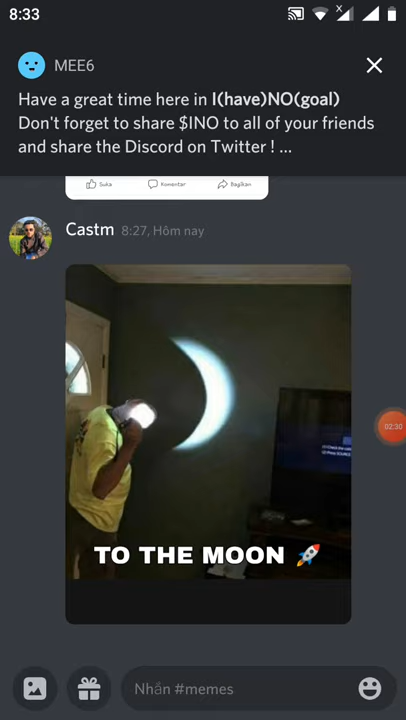 8:33
MEE6
Have a great time here in I(have)NO(goal)
Don't forget to share $INO to all of your friends
and share the Discord on Twitter ! ...
Suka Komentar Bagikan
Castm 8:27, Hôm nay
TO THE MOON 🚀
02:30
Nhắn #memes